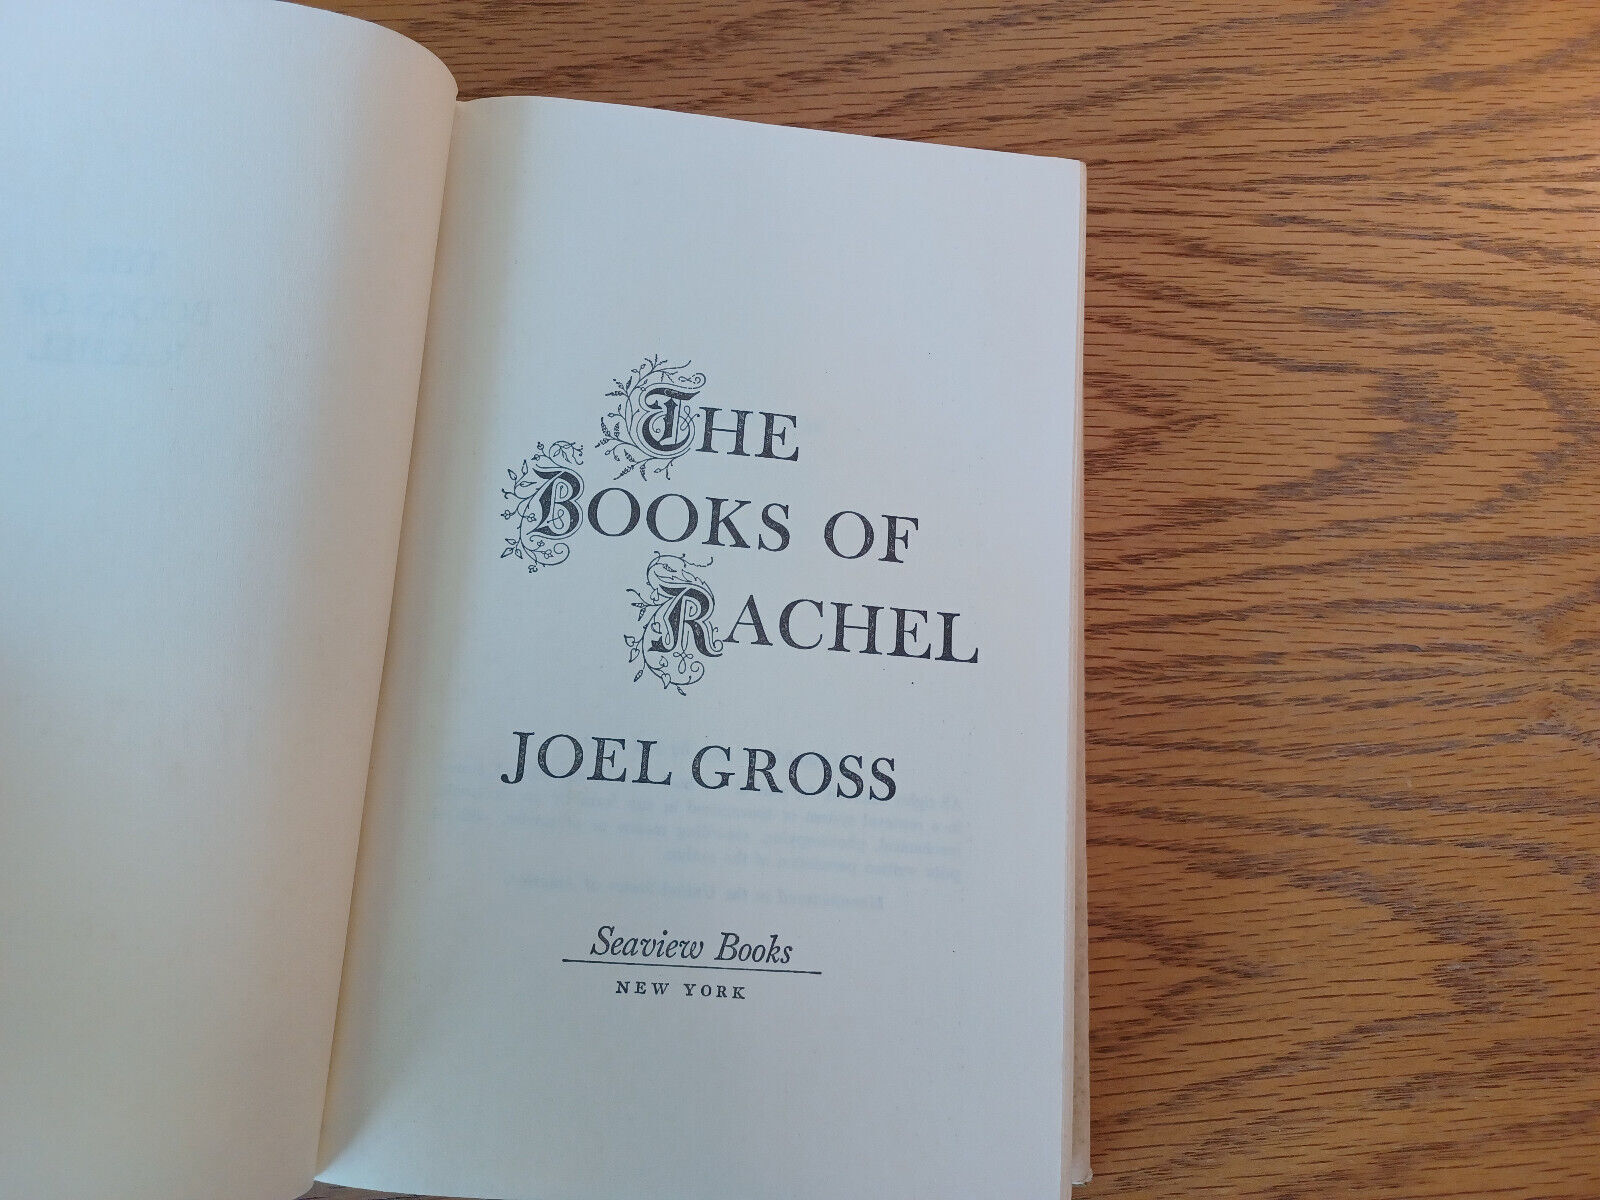 THE
BOOKS OF
RACHEL
JOEL GROSS
Seaview Books
NEW YORK